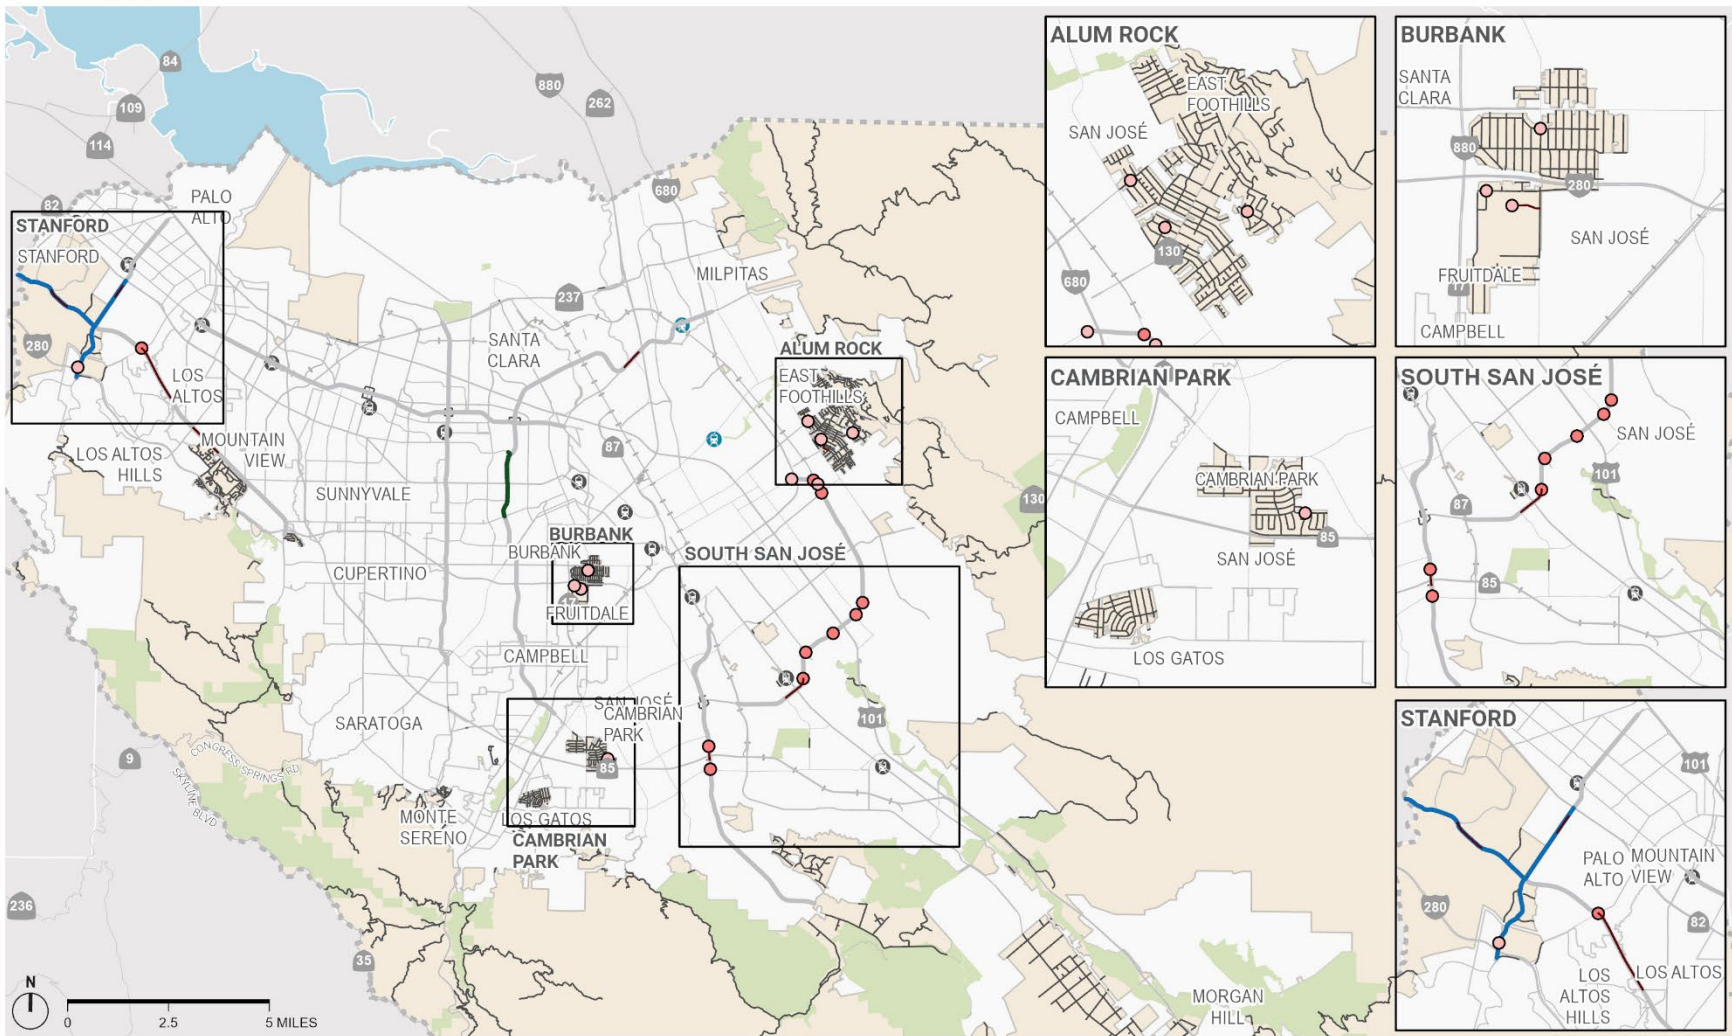 84
880
262
109
114
680
82
PALO
ALTO
STANFORD
STANFORD
280
LOS
ALTOS
LOS ALTOS
HILLS
MOUNTAIN
VIEW
237
SANTA
CLARA
MILPITAS
87
SUNNYVALE
CUPERTINO
ALUM ROCK
EAST
FOOTHILLS
130
BURBANK
BURBANK
17
FRUITDALE
CAMPBELL
SOUTH SAN JOSÉ
101
SAN JOSÉ
CAMBRIAN
PARK
85
LOS GATOS
CAMBRIAN
PARK
SARATOGA
CONGRESS SPRINGS RD
SKYLINE BLVD
9
MONTE
SERENO
236
35
MORGAN
HILL
N
0
2.5
5 MILES
ALUM ROCK
EAST
FOOTHILLS
SAN JOSÉ
130
680
BURBANK
SANTA
CLARA
880
280
SAN JOSÉ
FRUITDALE
17
CAMPBELL
CAMBRIAN PARK
CAMPBELL
CAMBRIAN PARK
85
SAN JOSÉ
LOS GATOS
SOUTH SAN JOSÉ
SAN JOSÉ
101
87
85
STANFORD
101
PALO
ALTO
MOUNTAIN
VIEW
280
82
LOS ALTOS
LOS
ALTOS
HILLS